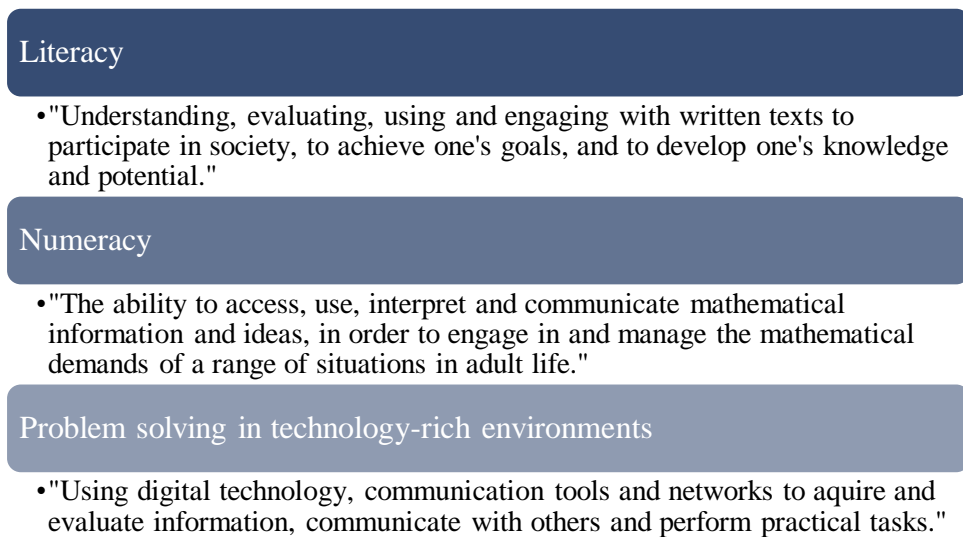 Literacy
•"Understanding, evaluating, using and engaging with written texts to
participate in society, to achieve one's goals, and to develop one's knowledge
and potential."
Numeracy
•"The ability to access, use, interpret and communicate mathematical
information and ideas, in order to engage in and manage the mathematical
demands of a range of situations in adult life."
Problem solving in technology-rich environments
•"Using digital technology, communication tools and networks to aquire and
evaluate information, communicate with others and perform practical tasks."